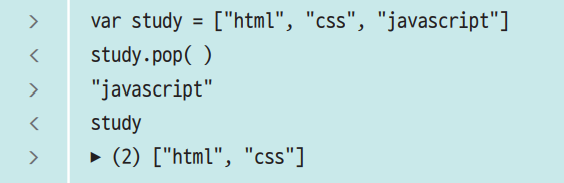 > var study = ["html", "css", "javascript"]
< study.pop( )
> "javascript"
< study
> ▶ (2) ["html", "css"]